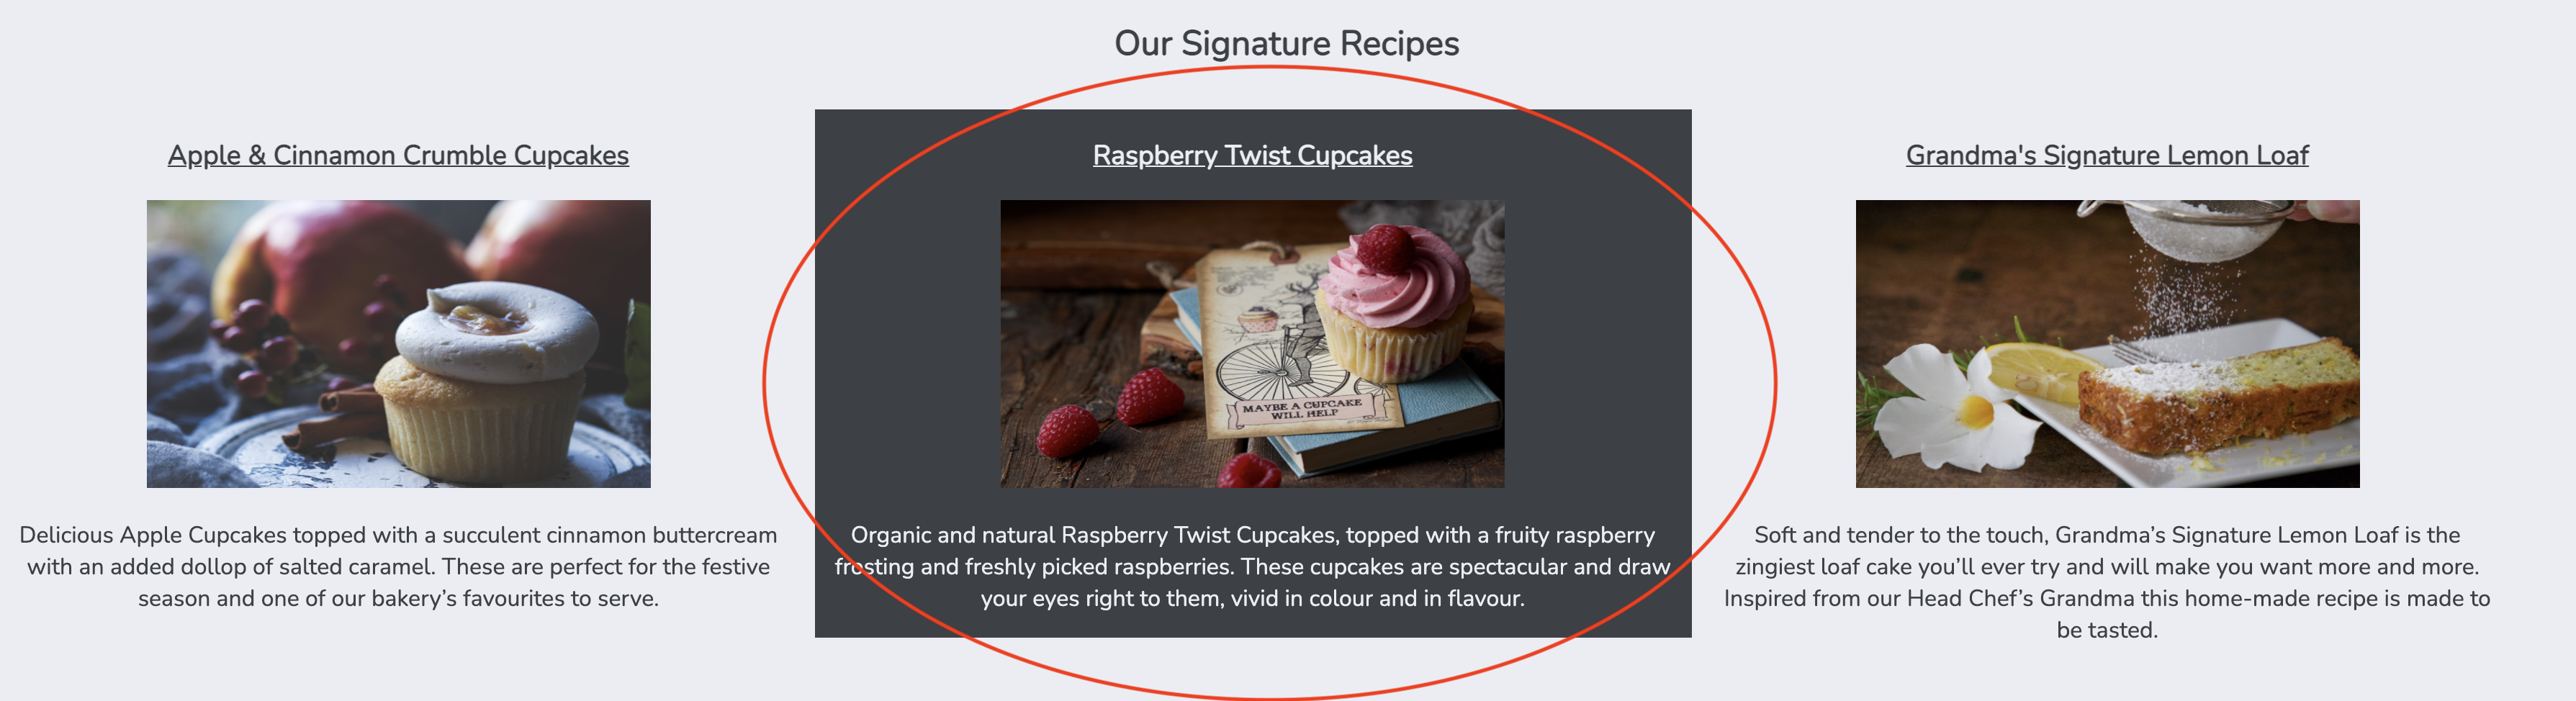 Our Signature Recipes
Apple & Cinnamon Crumble Cupcakes
Delicious Apple Cupcakes topped with a succulent cinnamon buttercream
with an added dollop of salted caramel. These are perfect for the festive
season and one of our bakery’s favourites to serve.
Raspberry Twist Cupcakes
MAYBE A CUPCAKE
WILL HELP
Organic and natural Raspberry Twist Cupcakes, topped with a fruity raspberry
frosting and freshly picked raspberries. These cupcakes are spectacular and draw
your eyes right to them, vivid in colour and in flavour.
Grandma's Signature Lemon Loaf
Soft and tender to the touch, Grandma’s Signature Lemon Loaf is the
zingiest loaf cake you’ll ever try and will make you want more and more.
Inspired from our Head Chef’s Grandma this home-made recipe is made to
be tasted.